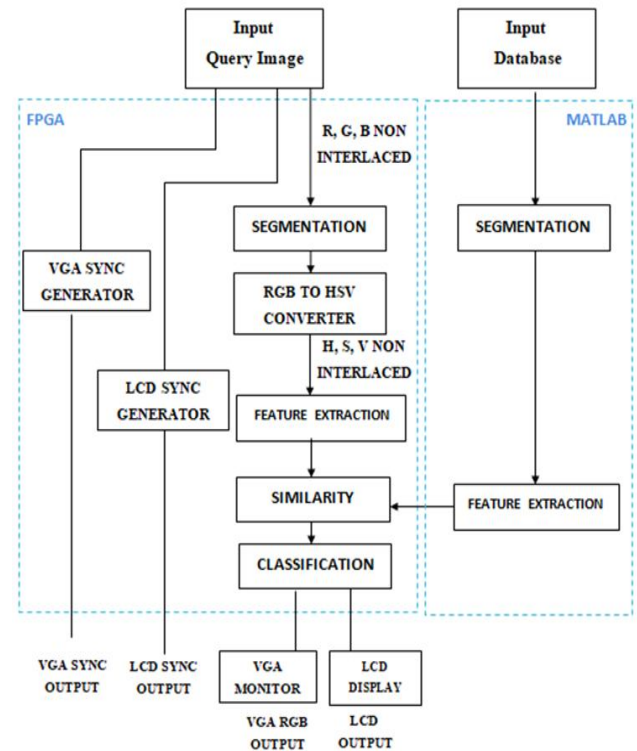 Input
Query Image
Input
Database
FPGA
MATLAB
R, G, B NON
INTERLACED
SEGMENTATION
SEGMENTATION
VGA SYNC
GENERATOR
RGB TO HSV
CONVERTER
H, S, V NON
INTERLACED
LCD SYNC
GENERATOR
FEATURE EXTRACTION
SIMILARITY
FEATURE EXTRACTION
CLASSIFICATION
VGA SYNC
OUTPUT
LCD SYNC
OUTPUT
VGA
MONITOR
LCD
DISPLAY
VGA RGB
OUTPUT
LCD
OUTPUT